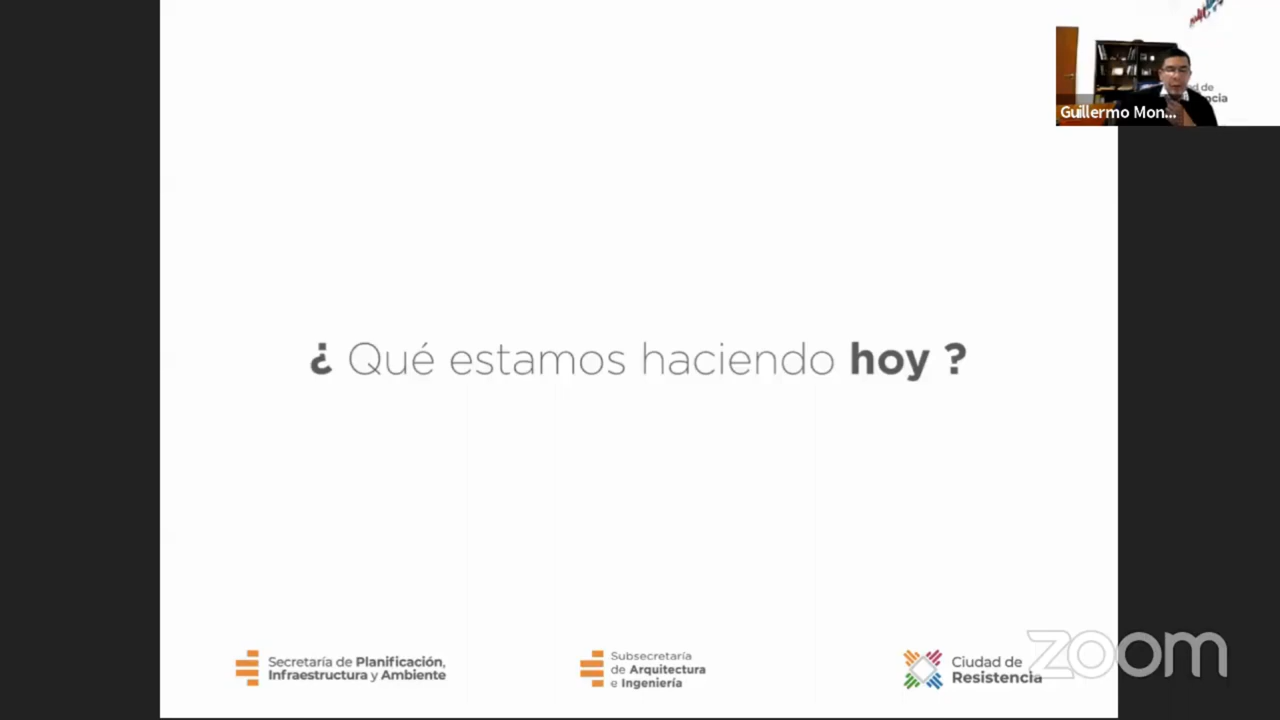 Guillermo Mon...
¿ Qué estamos haciendo hoy ?
Secretaría de Planificación,
Infraestructura y Ambiente
Subsecretaría
de Arquitectura
e Ingeniería
Ciudad de
Resistencia
zoom